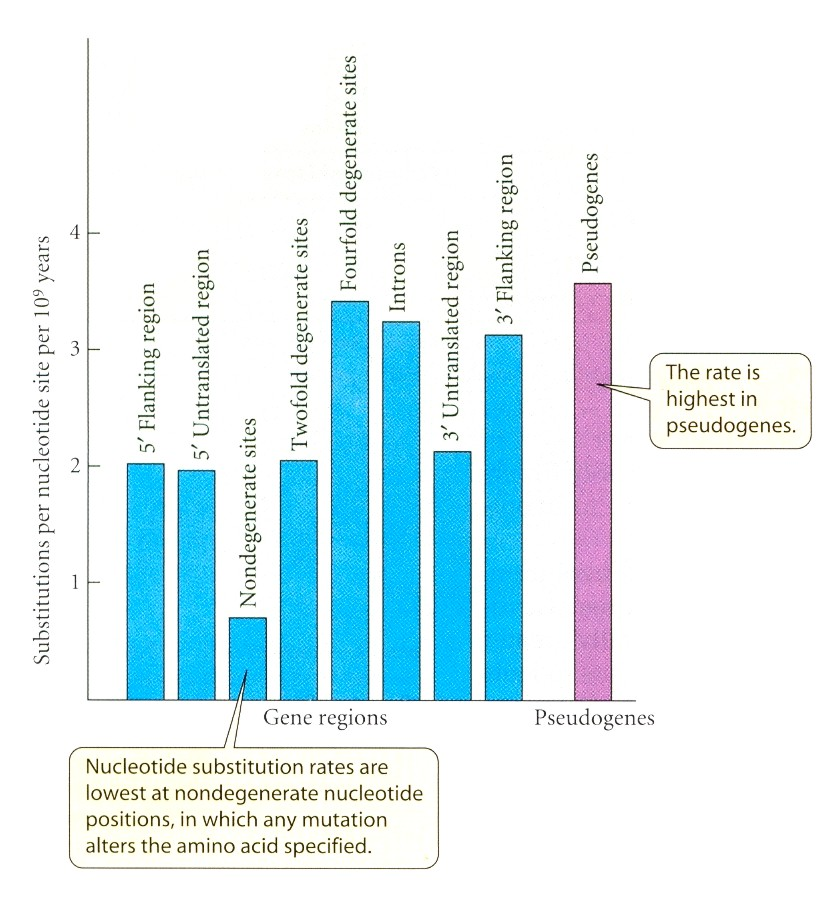 Substitutions per nucleotide site per 10⁹ years
4
3
2
1
5′ Flanking region
5′ Untranslated region
Nondegenerate sites
Twofold degenerate sites
Fourfold degenerate sites
Introns
3′ Untranslated region
3′ Flanking region
Pseudogenes
The rate is
highest in
pseudogenes.
Gene regions
Pseudogenes
Nucleotide substitution rates are
lowest at nondegenerate nucleotide
positions, in which any mutation
alters the amino acid specified.